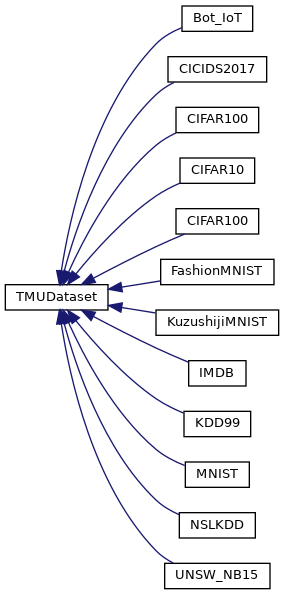 Bot_IoT
CICIDS2017
CIFAR100
CIFAR10
CIFAR100
FashionMNIST
TMUDataset
KuzushijiMNIST
IMDB
KDD99
MNIST
NSLKDD
UNSW_NB15